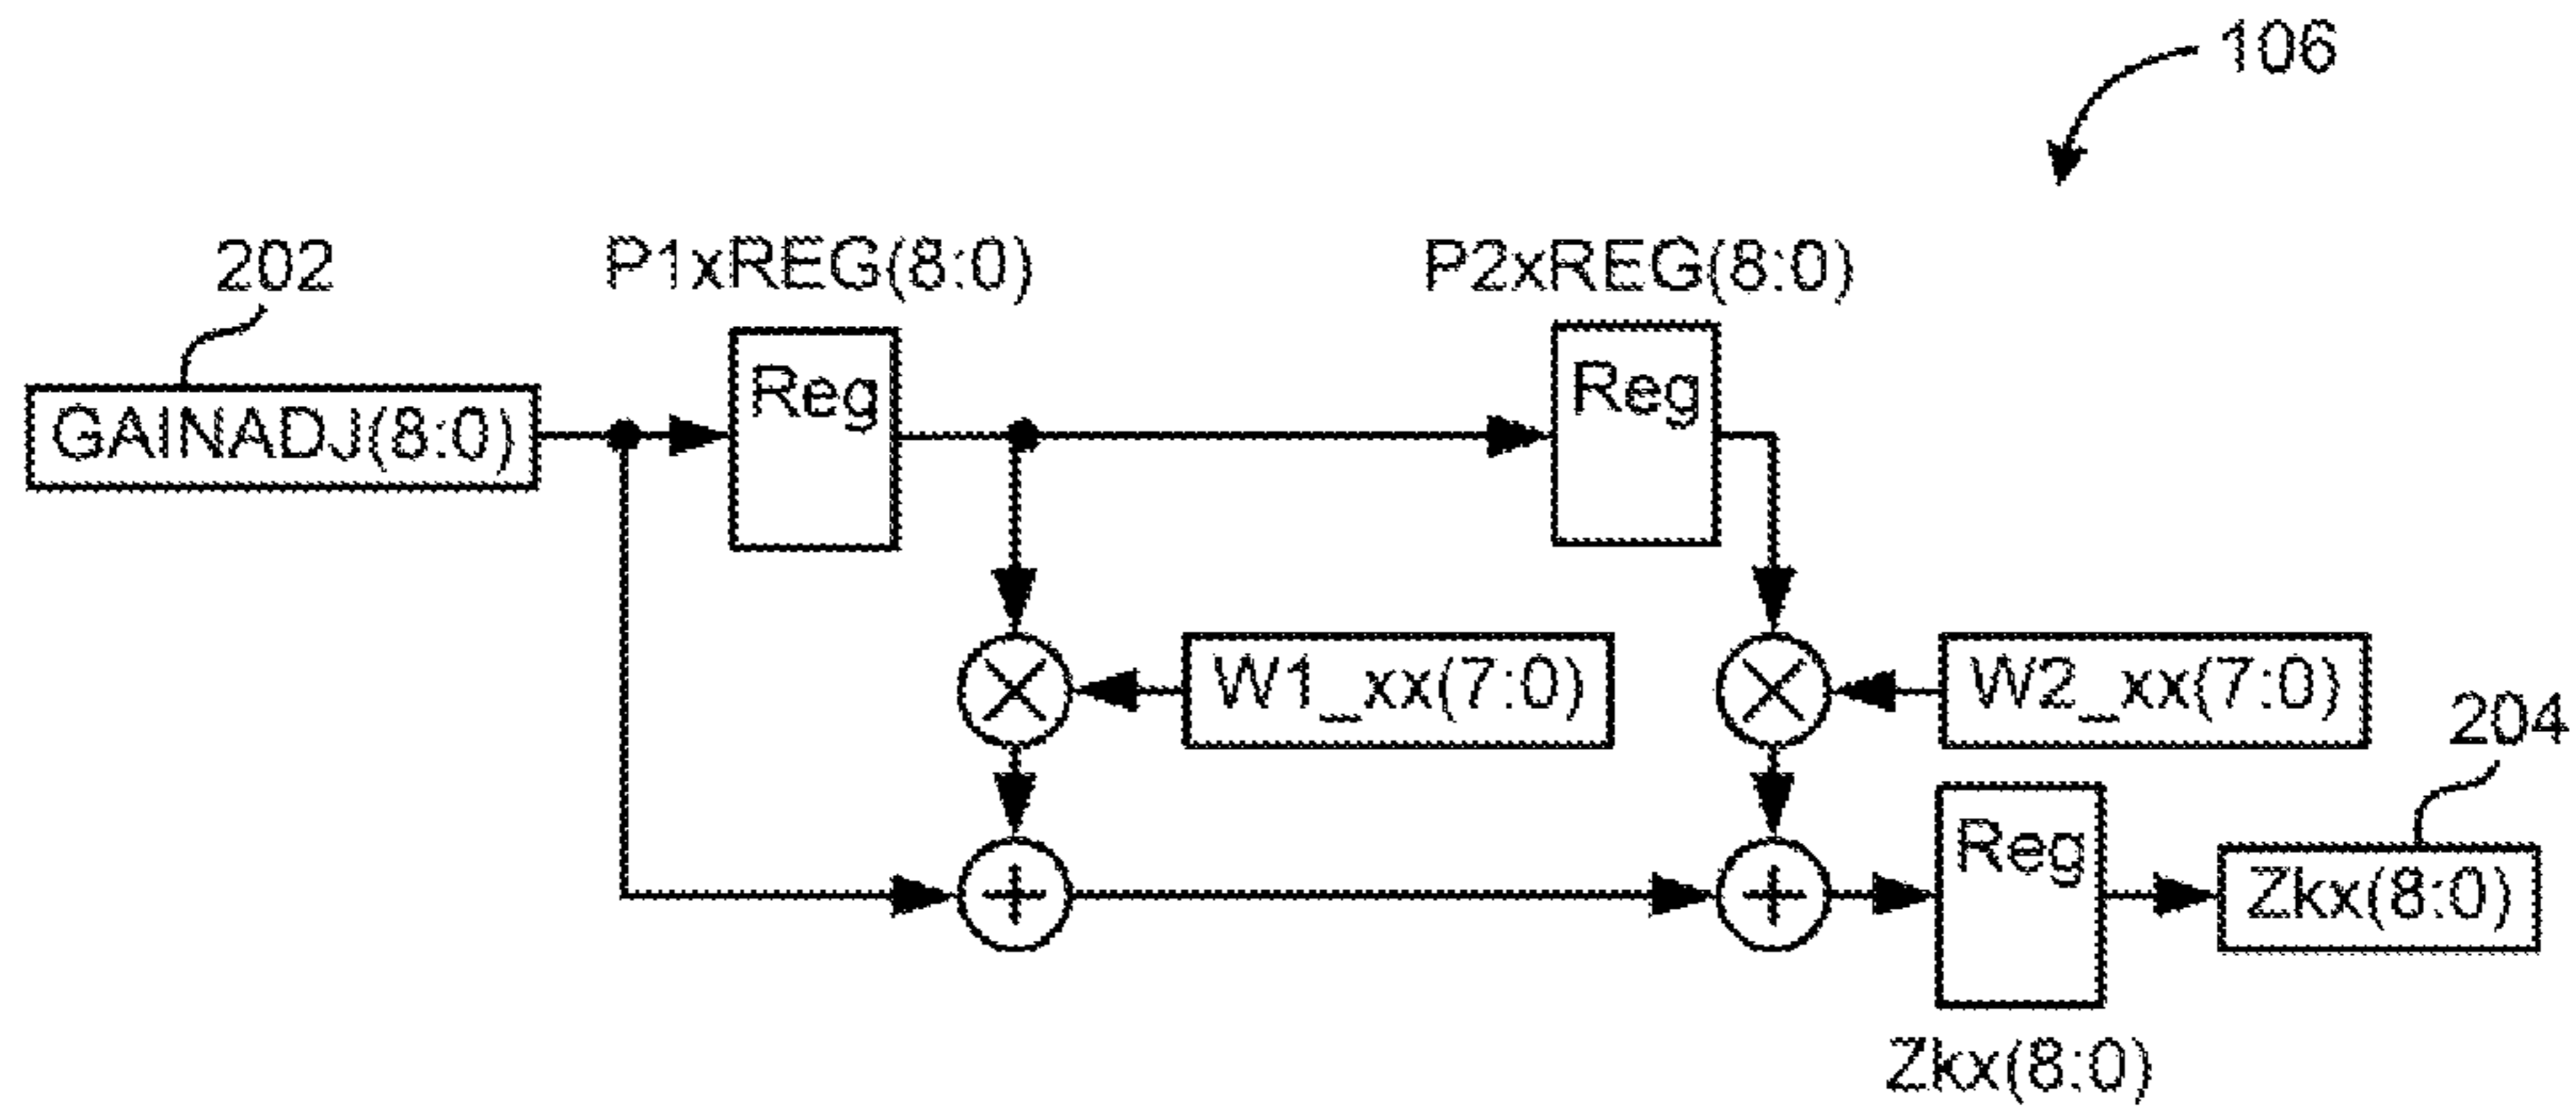 106
202
P1xREG(8:0)
P2xREG(8:0)
Reg
Reg
GAINADJ(8:0)
W1_xx(7:0)
W2_xx(7:0)
204
Reg
Zkx(8:0)
Zkx(8:0)